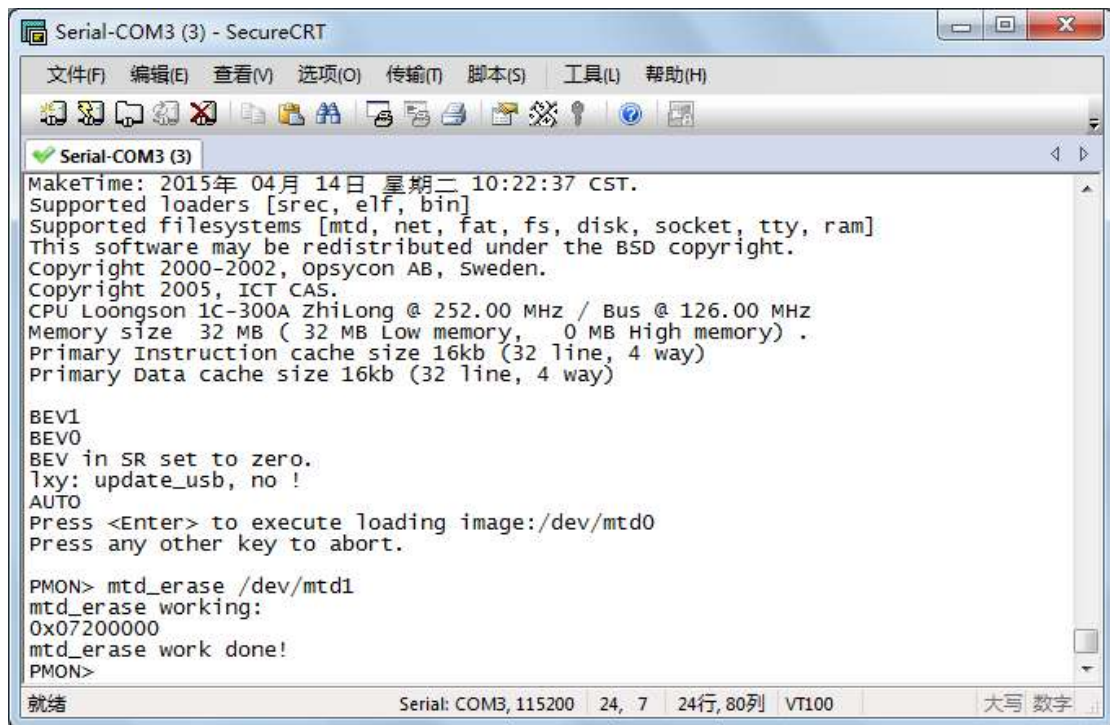 Serial-COM3 (3) - SecureCRT
文件(F) 编辑(E) 查看(V) 选项(O) 传输(T) 脚本(S) 工具(L) 帮助(H)
Serial-COM3 (3)
MakeTime: 2015年 04月 14日 星期二 10:22:37 CST.
Supported loaders [srec, elf, bin]
Supported filesystems [mtd, net, fat, fs, disk, socket, tty, ram]
This software may be redistributed under the BSD copyright.
Copyright 2000-2002, Opsycon AB, Sweden.
Copyright 2005, ICT CAS.
CPU Loongson 1C-300A ZhiLong @ 252.00 MHz / Bus @ 126.00 MHz
Memory size  32 MB ( 32 MB Low memory,   0 MB High memory) .
Primary Instruction cache size 16kb (32 line, 4 way)
Primary Data cache size 16kb (32 line, 4 way)
BEV1
BEV0
BEV in SR set to zero.
lxy: update_usb, no !
AUTO
Press <Enter> to execute loading image:/dev/mtd0
Press any other key to abort.
PMON> mtd_erase /dev/mtd1
mtd_erase working:
0x07200000
mtd_erase work done!
PMON>
就绪 Serial: COM3, 115200 24, 7 24行, 80列 VT100 大写 数字